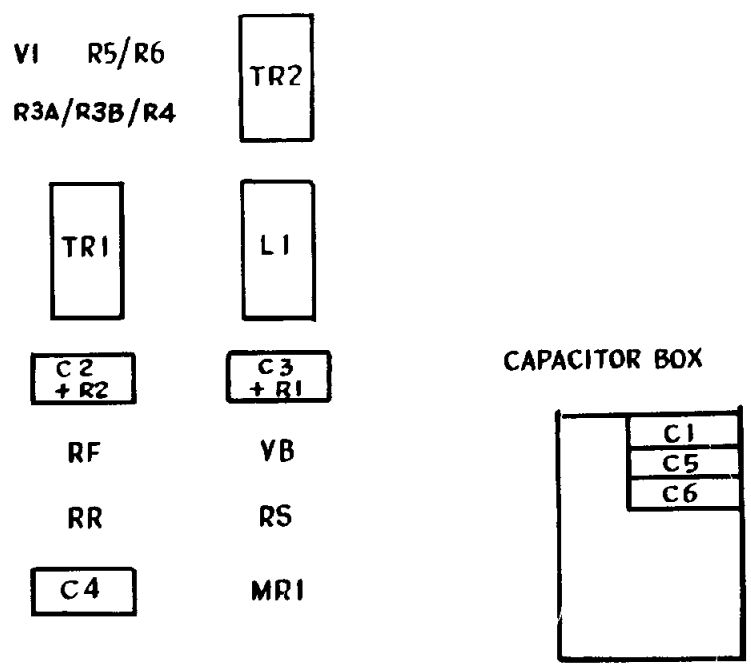 V1 R5/R6
TR2
R3A/R3B/R4
TR1
L1
C2
+ R2
C3
+ R1
CAPACITOR BOX
RF
VB
C1
C5
C6
RR
RS
C4
MR1